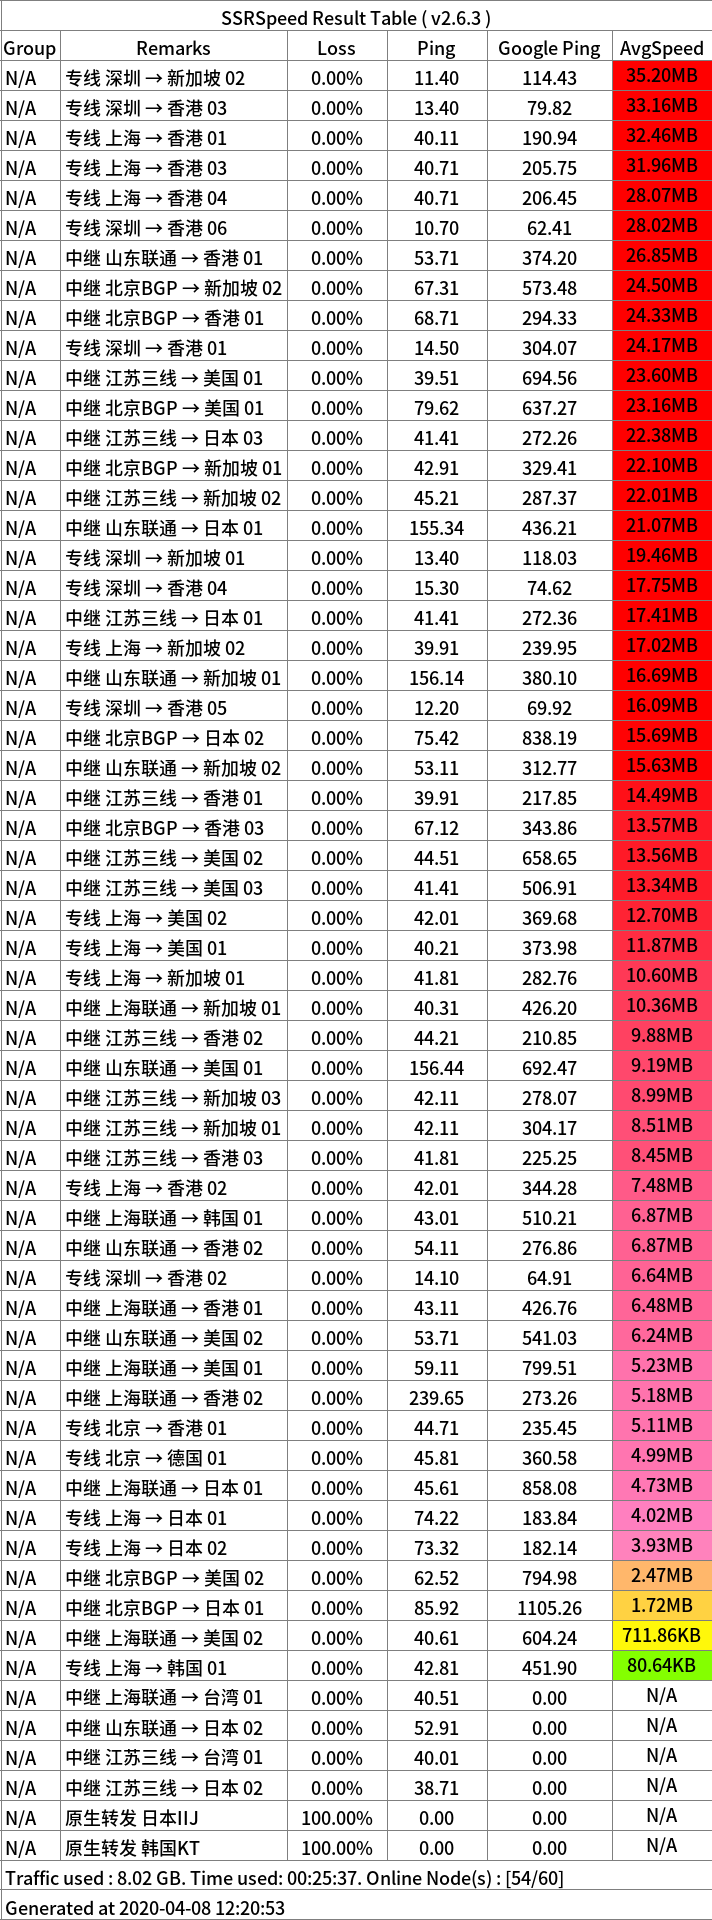 SSRSpeed Result Table ( v2.6.3 )
Group Remarks Loss Ping Google Ping AvgSpeed
N/A 专线 深圳 → 新加坡 02 0.00% 11.40 114.43 35.20MB
N/A 专线 深圳 → 香港 03 0.00% 13.40 79.82 33.16MB
N/A 专线 上海 → 香港 01 0.00% 40.11 190.94 32.46MB
N/A 专线 上海 → 香港 03 0.00% 40.71 205.75 31.96MB
N/A 专线 上海 → 香港 04 0.00% 40.71 206.45 28.07MB
N/A 专线 深圳 → 香港 06 0.00% 10.70 62.41 28.02MB
N/A 中继 山东联通 → 香港 01 0.00% 53.71 374.20 26.85MB
N/A 中继 北京BGP → 新加坡 02 0.00% 67.31 573.48 24.50MB
N/A 中继 北京BGP → 香港 01 0.00% 68.71 294.33 24.33MB
N/A 专线 深圳 → 香港 01 0.00% 14.50 304.07 24.17MB
N/A 中继 江苏三线 → 美国 01 0.00% 39.51 694.56 23.60MB
N/A 中继 北京BGP → 美国 01 0.00% 79.62 637.27 23.16MB
N/A 中继 江苏三线 → 日本 03 0.00% 41.41 272.26 22.38MB
N/A 中继 北京BGP → 新加坡 01 0.00% 42.91 329.41 22.10MB
N/A 中继 江苏三线 → 新加坡 02 0.00% 45.21 287.37 22.01MB
N/A 中继 山东联通 → 日本 01 0.00% 155.34 436.21 21.07MB
N/A 专线 深圳 → 新加坡 01 0.00% 13.40 118.03 19.46MB
N/A 专线 深圳 → 香港 04 0.00% 15.30 74.62 17.75MB
N/A 中继 江苏三线 → 日本 01 0.00% 41.41 272.36 17.41MB
N/A 专线 上海 → 新加坡 02 0.00% 39.91 239.95 17.02MB
N/A 中继 山东联通 → 新加坡 01 0.00% 156.14 380.10 16.69MB
N/A 专线 深圳 → 香港 05 0.00% 12.20 69.92 16.09MB
N/A 中继 北京BGP → 日本 02 0.00% 75.42 838.19 15.69MB
N/A 中继 山东联通 → 新加坡 02 0.00% 53.11 312.77 15.63MB
N/A 中继 江苏三线 → 香港 01 0.00% 39.91 217.85 14.49MB
N/A 中继 北京BGP → 香港 03 0.00% 67.12 343.86 13.57MB
N/A 中继 江苏三线 → 美国 02 0.00% 44.51 658.65 13.56MB
N/A 中继 江苏三线 → 美国 03 0.00% 41.41 506.91 13.34MB
N/A 专线 上海 → 美国 02 0.00% 42.01 369.68 12.70MB
N/A 专线 上海 → 美国 01 0.00% 40.21 373.98 11.87MB
N/A 专线 上海 → 新加坡 01 0.00% 41.81 282.76 10.60MB
N/A 中继 上海联通 → 新加坡 01 0.00% 40.31 426.20 10.36MB
N/A 中继 江苏三线 → 香港 02 0.00% 44.21 210.85 9.88MB
N/A 中继 山东联通 → 美国 01 0.00% 156.44 692.47 9.19MB
N/A 中继 江苏三线 → 新加坡 03 0.00% 42.11 278.07 8.99MB
N/A 中继 江苏三线 → 新加坡 01 0.00% 42.11 304.17 8.51MB
N/A 中继 江苏三线 → 香港 03 0.00% 41.81 225.25 8.45MB
N/A 专线 上海 → 香港 02 0.00% 42.01 344.28 7.48MB
N/A 中继 上海联通 → 韩国 01 0.00% 43.01 510.21 6.87MB
N/A 中继 山东联通 → 香港 02 0.00% 54.11 276.86 6.87MB
N/A 专线 深圳 → 香港 02 0.00% 14.10 64.91 6.64MB
N/A 中继 上海联通 → 香港 01 0.00% 43.11 426.76 6.48MB
N/A 中继 山东联通 → 美国 02 0.00% 53.71 541.03 6.24MB
N/A 中继 上海联通 → 美国 01 0.00% 59.11 799.51 5.23MB
N/A 中继 上海联通 → 香港 02 0.00% 239.65 273.26 5.18MB
N/A 专线 北京 → 香港 01 0.00% 44.71 235.45 5.11MB
N/A 专线 北京 → 德国 01 0.00% 45.81 360.58 4.99MB
N/A 中继 上海联通 → 日本 01 0.00% 45.61 858.08 4.73MB
N/A 专线 上海 → 日本 01 0.00% 74.22 183.84 4.02MB
N/A 专线 上海 → 日本 02 0.00% 73.32 182.14 3.93MB
N/A 中继 北京BGP → 美国 02 0.00% 62.52 794.98 2.47MB
N/A 中继 北京BGP → 日本 01 0.00% 85.92 1105.26 1.72MB
N/A 中继 上海联通 → 美国 02 0.00% 40.61 604.24 711.86KB
N/A 专线 上海 → 韩国 01 0.00% 42.81 451.90 80.64KB
N/A 中继 上海联通 → 台湾 01 0.00% 40.51 0.00 N/A
N/A 中继 山东联通 → 日本 02 0.00% 52.91 0.00 N/A
N/A 中继 江苏三线 → 台湾 01 0.00% 40.01 0.00 N/A
N/A 中继 江苏三线 → 日本 02 0.00% 38.71 0.00 N/A
N/A 原生转发 日本IIJ 100.00% 0.00 0.00 N/A
N/A 原生转发 韩国KT 100.00% 0.00 0.00 N/A
Traffic used : 8.02 GB. Time used: 00:25:37. Online Node(s) : [54/60]
Generated at 2020-04-08 12:20:53